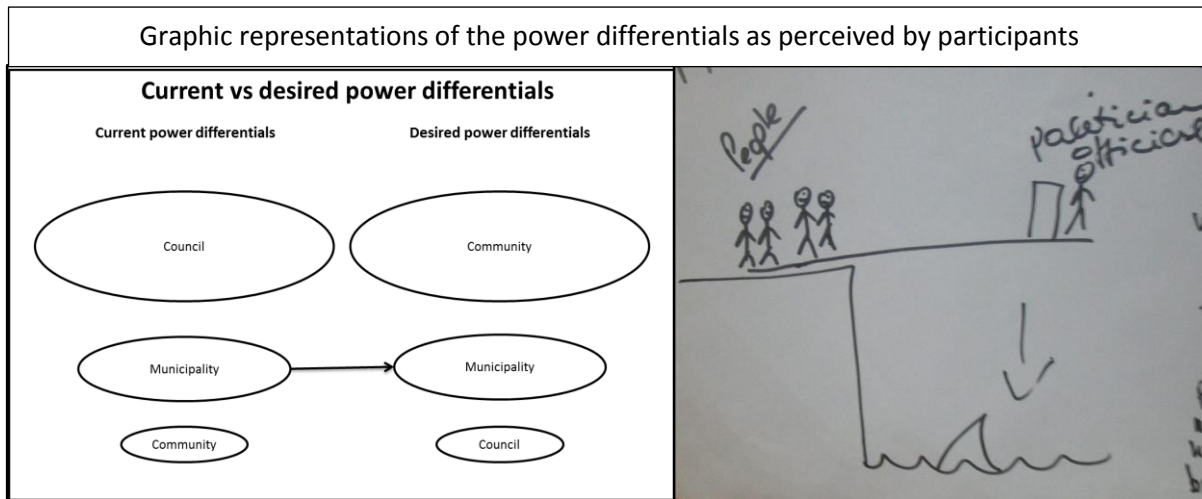 Graphic representations of the power differentials as perceived by participants
Current vs desired power differentials
Current power differentials
Desired power differentials
Council
Community
Municipality
Municipality
Community
Council
People
politician
official